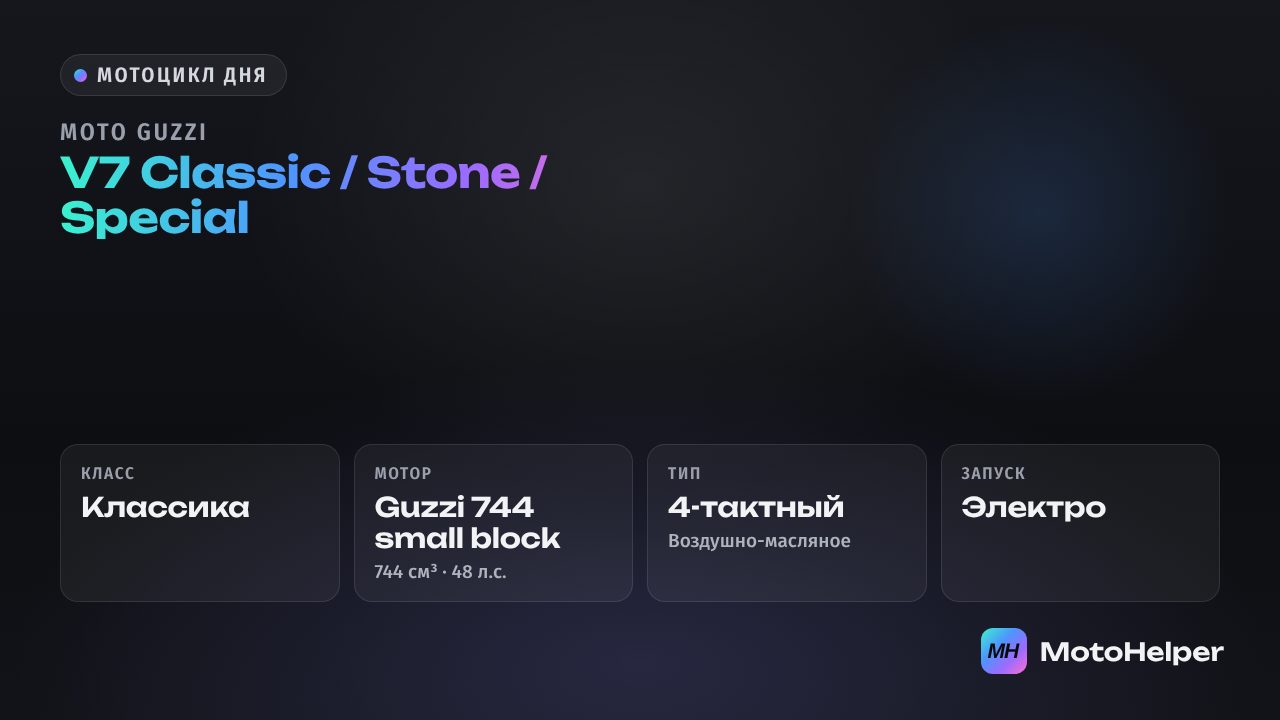 МОТОЦИКЛ ДНЯ
MOTO GUZZI
V7 Classic / Stone /
Special
КЛАСС
Классика
МОТОР
Guzzi 744
small block
744 см³ · 48 л.с.
ТИП
4-тактный
Воздушно-масляное
ЗАПУСК
Электро
MH MotoHelper